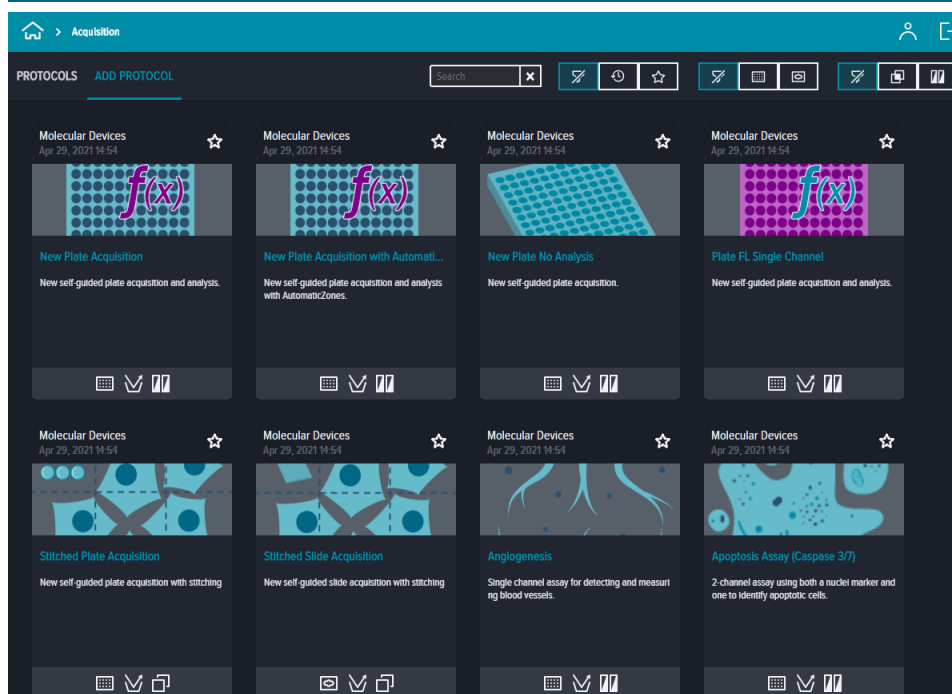 > Acquisition
PROTOCOLS ADD PROTOCOL Search
Molecular Devices
Apr 29, 2021 14:54
f(x)
New Plate Acquisition
New self-guided plate acquisition and analysis.
Molecular Devices
Apr 29, 2021 14:54
f(x)
New Plate Acquisition with Automati...
New self-guided plate acquisition and analysis
with AutomaticZones.
Molecular Devices
Apr 29, 2021 14:54
New Plate No Analysis
New self-guided plate acquisition.
Molecular Devices
Apr 29, 2021 14:54
f(x)
Plate FL Single Channel
New self-guided plate acquisition and analysis.
Molecular Devices
Apr 29, 2021 14:54
Stitched Plate Acquisition
New self-guided plate acquisition with stitching
Molecular Devices
Apr 29, 2021 14:54
Stitched Slide Acquisition
New self-guided slide acquisition with stitching
Molecular Devices
Apr 29, 2021 14:54
Angiogenesis
Single channel assay for detecting and measuri
ng blood vessels.
Molecular Devices
Apr 29, 2021 14:54
Apoptosis Assay (Caspase 3/7)
2-channel assay using both a nuclei marker and
one to identify apoptotic cells.